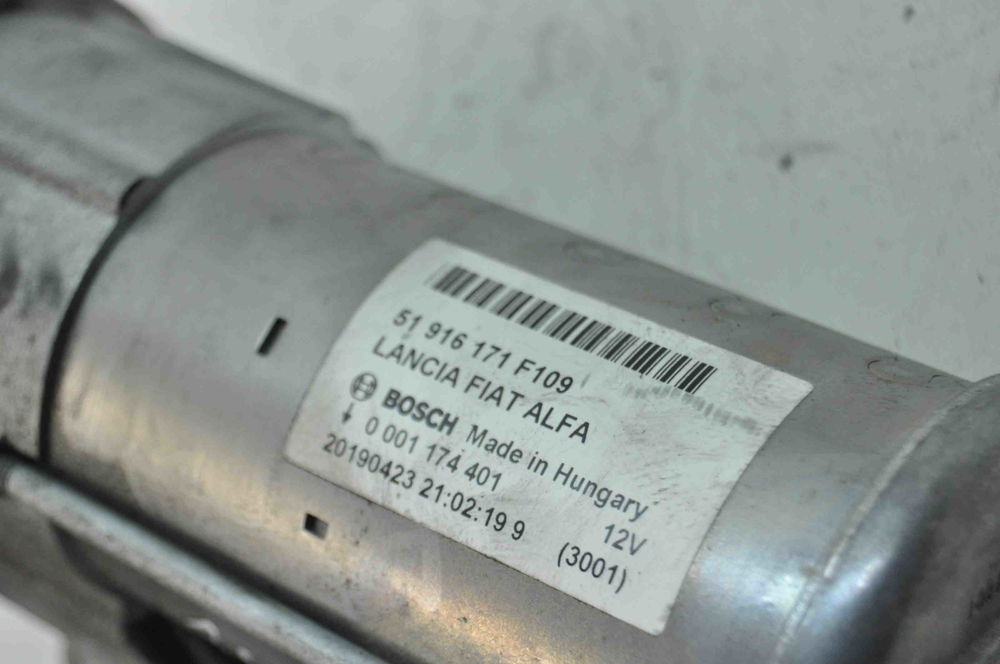 51 916 171 F109
LANCIA FIAT ALFA
BOSCH Made in Hungary
0 001 174 401 12V
20190423 21:02:19 9 (3001)